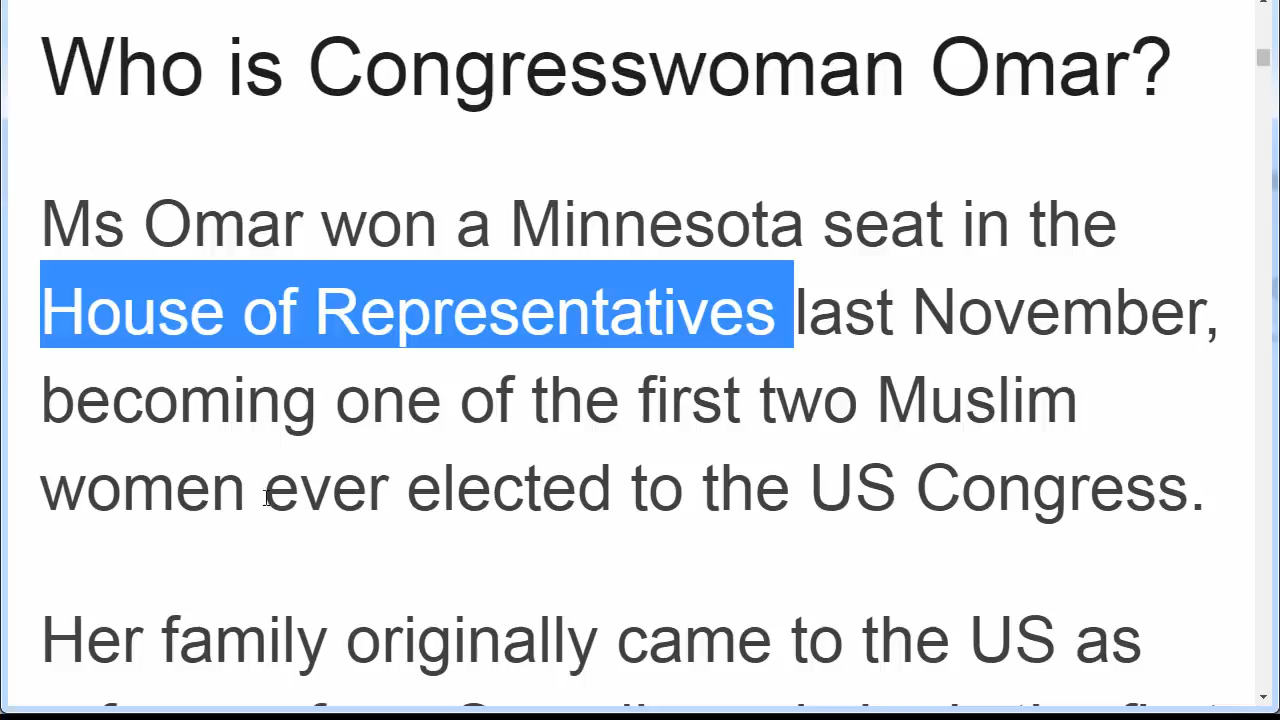 Who is Congresswoman Omar?
Ms Omar won a Minnesota seat in the
House of Representatives last November,
becoming one of the first two Muslim
women ever elected to the US Congress.
Her family originally came to the US as